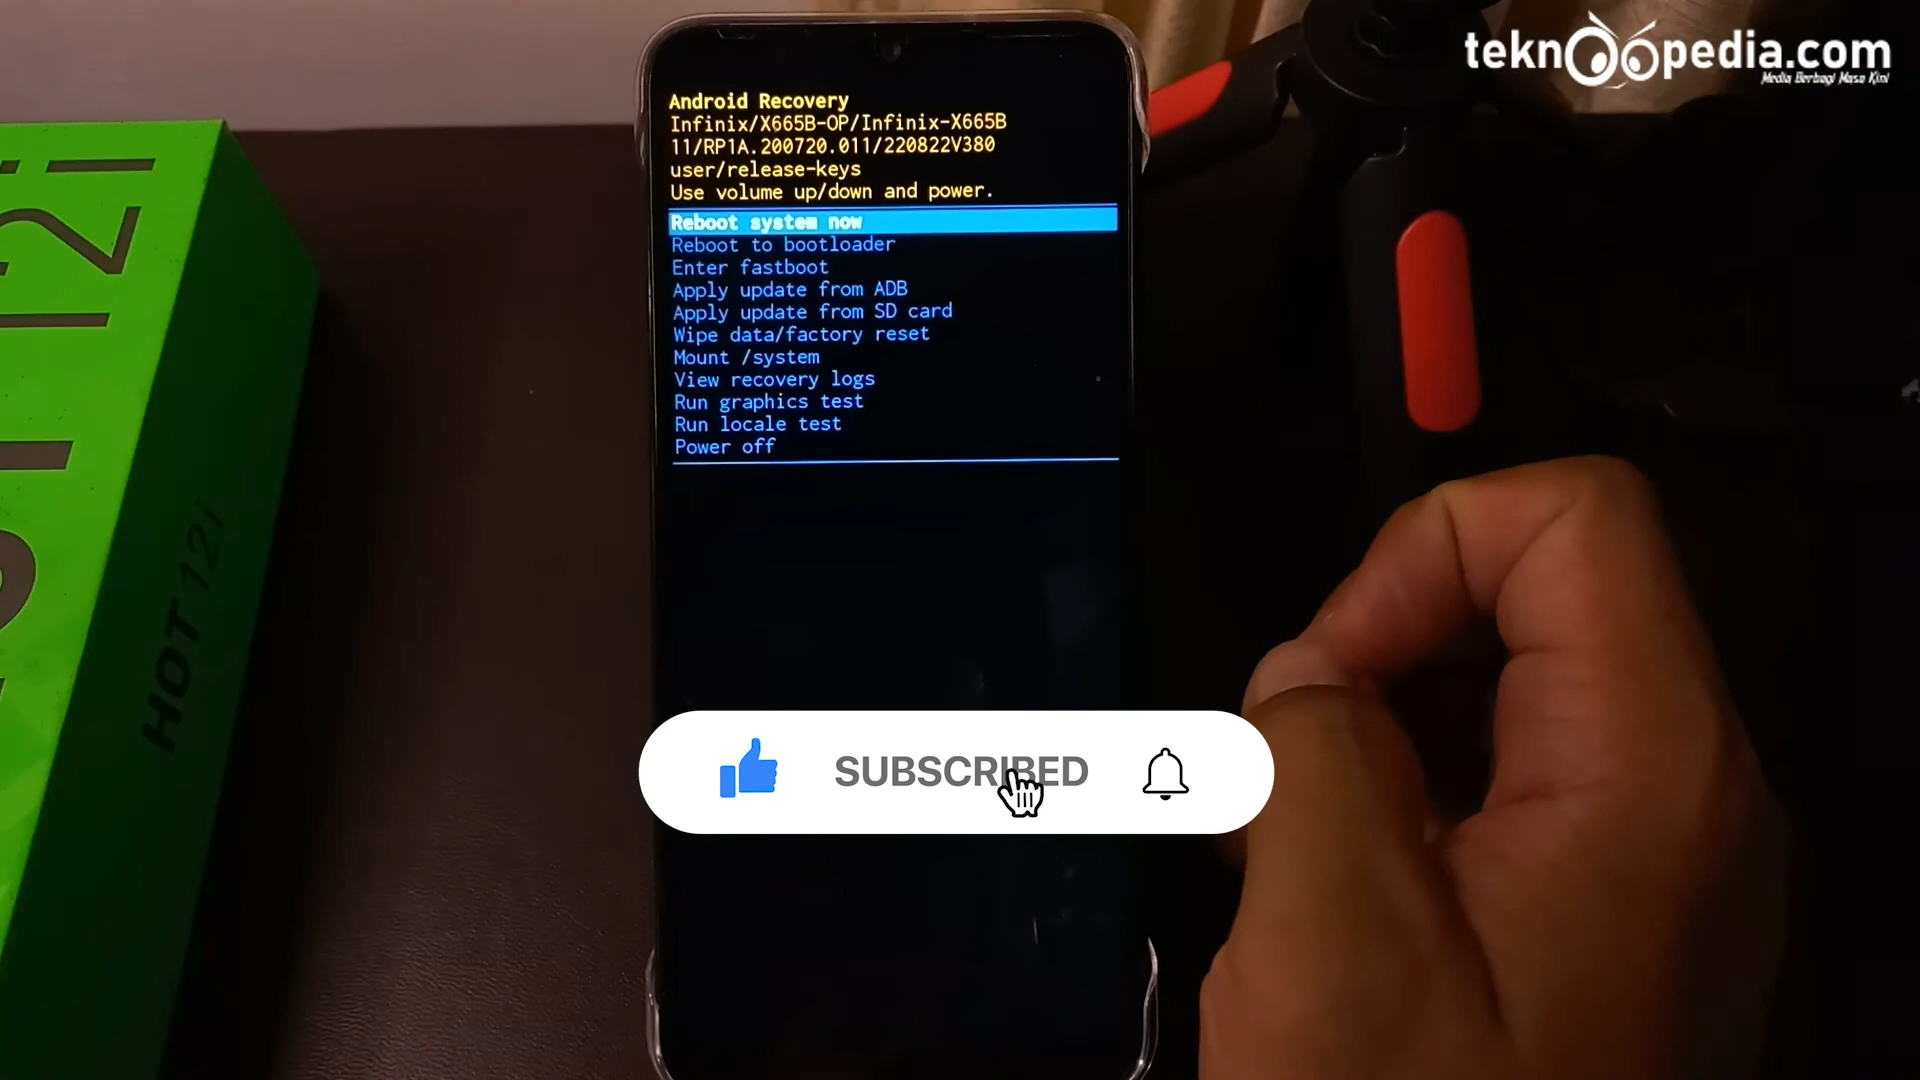 teknoopedia.com
Media Berbagi Masa Kini
Android Recovery
Infinix/X665B-OP/Infinix-X665B
11/RP1A.200720.011/220822V380
user/release-keys
Use volume up/down and power.
Reboot system now
Reboot to bootloader
Enter fastboot
Apply update from ADB
Apply update from SD card
Wipe data/factory reset
Mount /system
View recovery logs
Run graphics test
Run locale test
Power off
HOT 12i
SUBSCRIBED